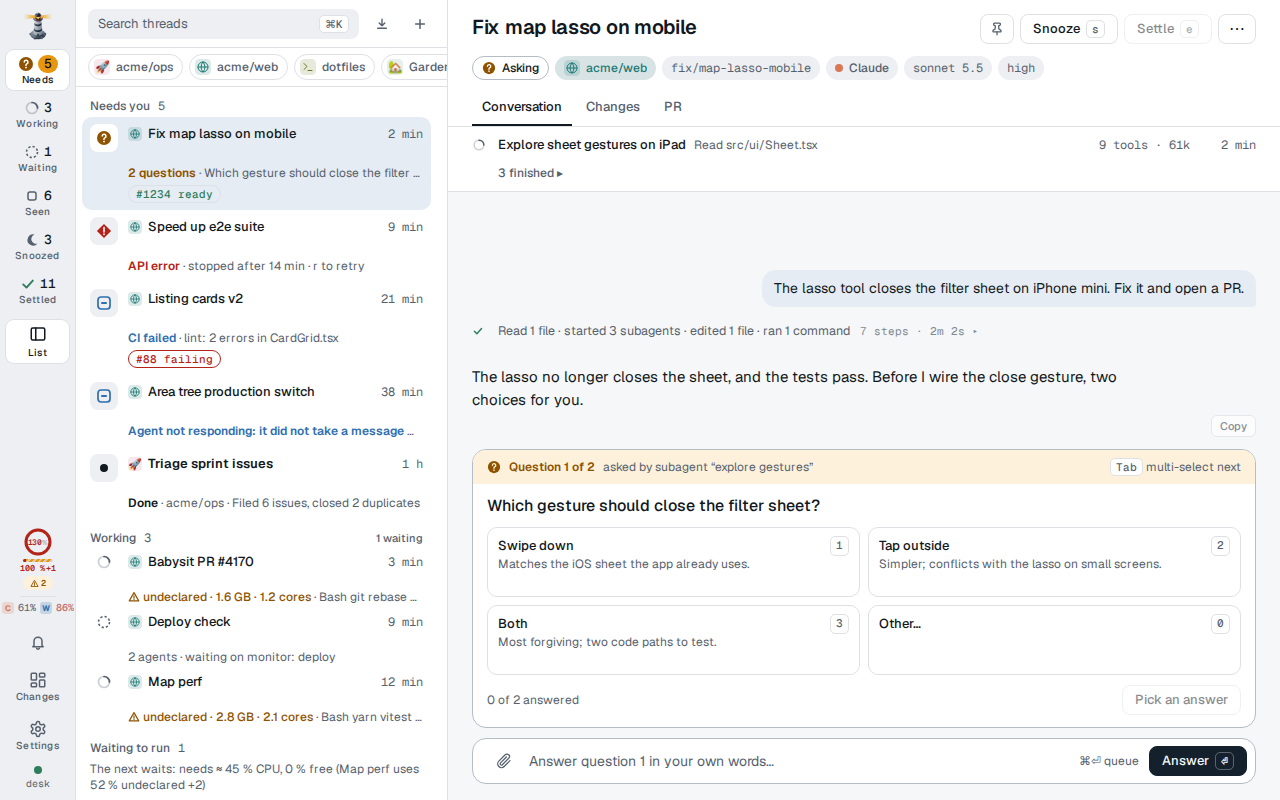 5
Needs
3
Working
1
Waiting
6
Seen
3
Snoozed
11
Settled
List
100 %+1
2
C 61% W 86%
Changes
Settings
desk
Search threads ⌘K
acme/ops acme/web dotfiles Garden
Needs you 5
Fix map lasso on mobile 2 min
2 questions · Which gesture should close the filter …
#1234 ready
Speed up e2e suite 9 min
API error · stopped after 14 min · r to retry
Listing cards v2 21 min
CI failed · lint: 2 errors in CardGrid.tsx
#88 failing
Area tree production switch 38 min
Agent not responding: it did not take a message …
Triage sprint issues 1 h
Done · acme/ops · Filed 6 issues, closed 2 duplicates
Working 3 1 waiting
Babysit PR #4170 3 min
undeclared · 1.6 GB · 1.2 cores · Bash git rebase …
Deploy check 9 min
2 agents · waiting on monitor: deploy
Map perf 12 min
undeclared · 2.8 GB · 2.1 cores · Bash yarn vitest …
Waiting to run 1
The next waits: needs ≈ 45 % CPU, 0 % free (Map perf uses
52 % undeclared +2)
Fix map lasso on mobile
Snooze s Settle e ⋯
Asking acme/web fix/map-lasso-mobile Claude sonnet 5.5 high
Conversation Changes PR
Explore sheet gestures on iPad Read src/ui/Sheet.tsx 9 tools · 61k 2 min
3 finished ▸
The lasso tool closes the filter sheet on iPhone mini. Fix it and open a PR.
Read 1 file · started 3 subagents · edited 1 file · ran 1 command 7 steps · 2m 2s ▸
The lasso no longer closes the sheet, and the tests pass. Before I wire the close gesture, two
choices for you.
Copy
Question 1 of 2 asked by subagent “explore gestures” Tab multi-select next
Which gesture should close the filter sheet?
Swipe down 1
Matches the iOS sheet the app already uses.
Tap outside 2
Simpler; conflicts with the lasso on small screens.
Both 3
Most forgiving; two code paths to test.
Other… 0
0 of 2 answered Pick an answer
Answer question 1 in your own words… ⌘⏎ queue Answer ⏎